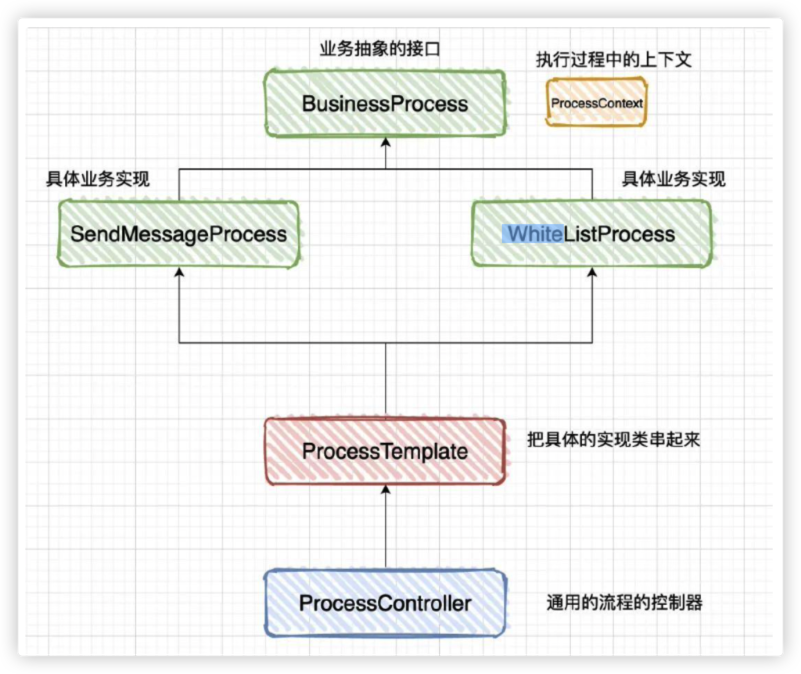 业务抽象的接口
BusinessProcess
执行过程中的上下文
ProcessContext
具体业务实现
SendMessageProcess
具体业务实现
WhiteListProcess
ProcessTemplate
把具体的实现类串起来
ProcessController
通用的流程的控制器